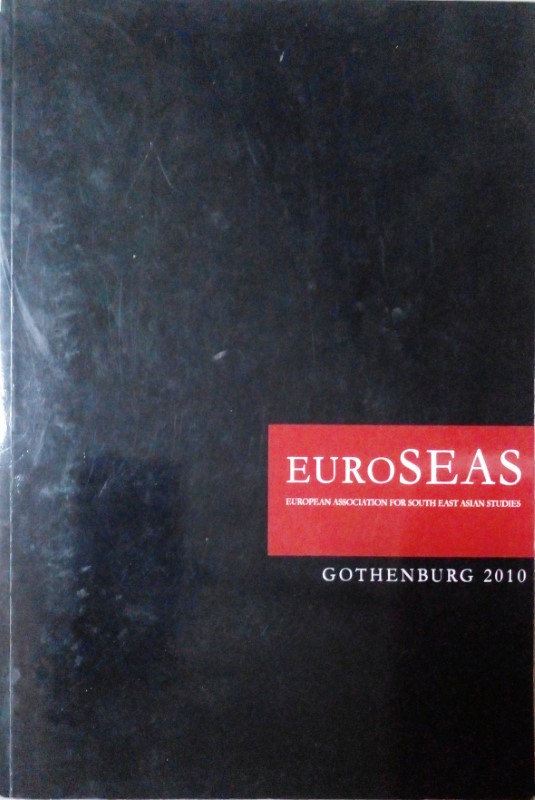 EUROSEAS
EUROPEAN ASSOCIATION FOR SOUTH EAST ASIAN STUDIES
GOTHENBURG 2010